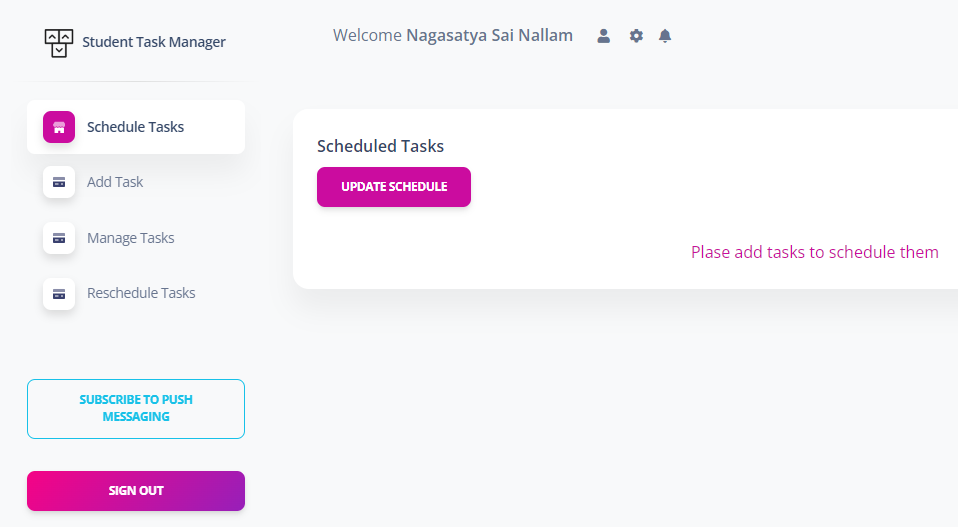 Student Task Manager
Welcome Nagasatya Sai Nallam
Schedule Tasks
Add Task
Manage Tasks
Reschedule Tasks
SUBSCRIBE TO PUSH
MESSAGING
SIGN OUT
Scheduled Tasks
UPDATE SCHEDULE
Plase add tasks to schedule them